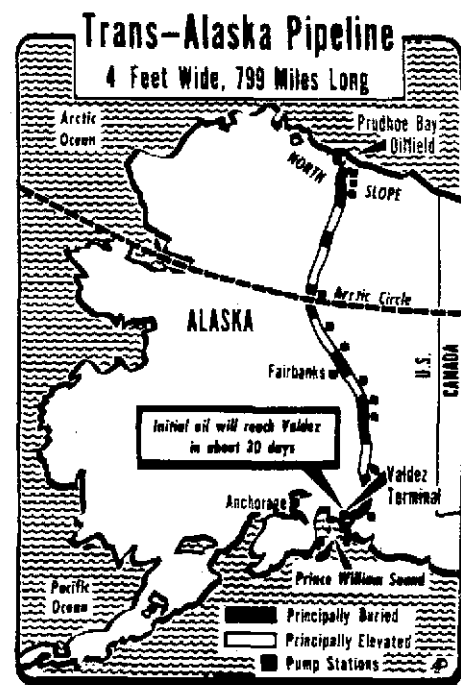 Trans-Alaska Pipeline
4 Feet Wide, 799 Miles Long
Arctic
Ocean
Prudhoe Bay
Oilfield
NORTH
SLOPE
Arctic Circle
ALASKA
U.S.
CANADA
Fairbanks
Initial oil will reach Valdez
in about 30 days
Valdez
Terminal
Anchorage
Prince William Sound
Pacific
Ocean
Principally Buried
Principally Elevated
Pump Stations
AP